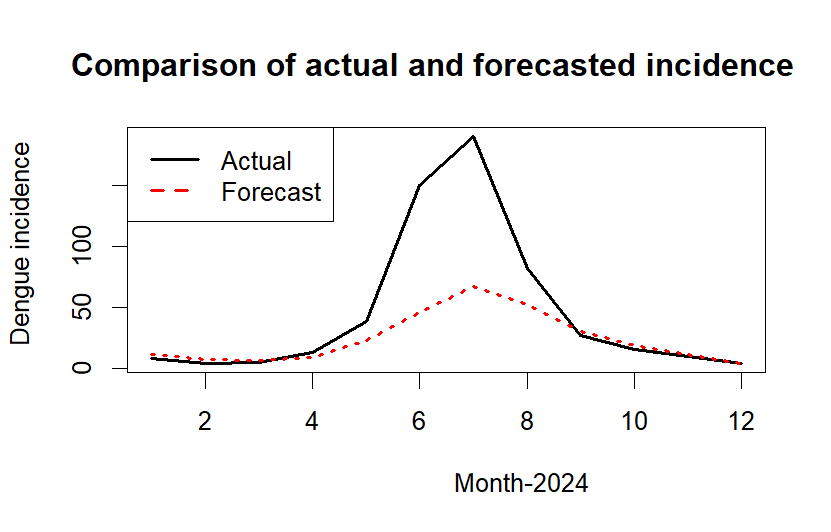 Comparison of actual and forecasted incidence
Actual
Forecast
Dengue incidence
100
50
0
2 4 6 8 10 12
Month-2024